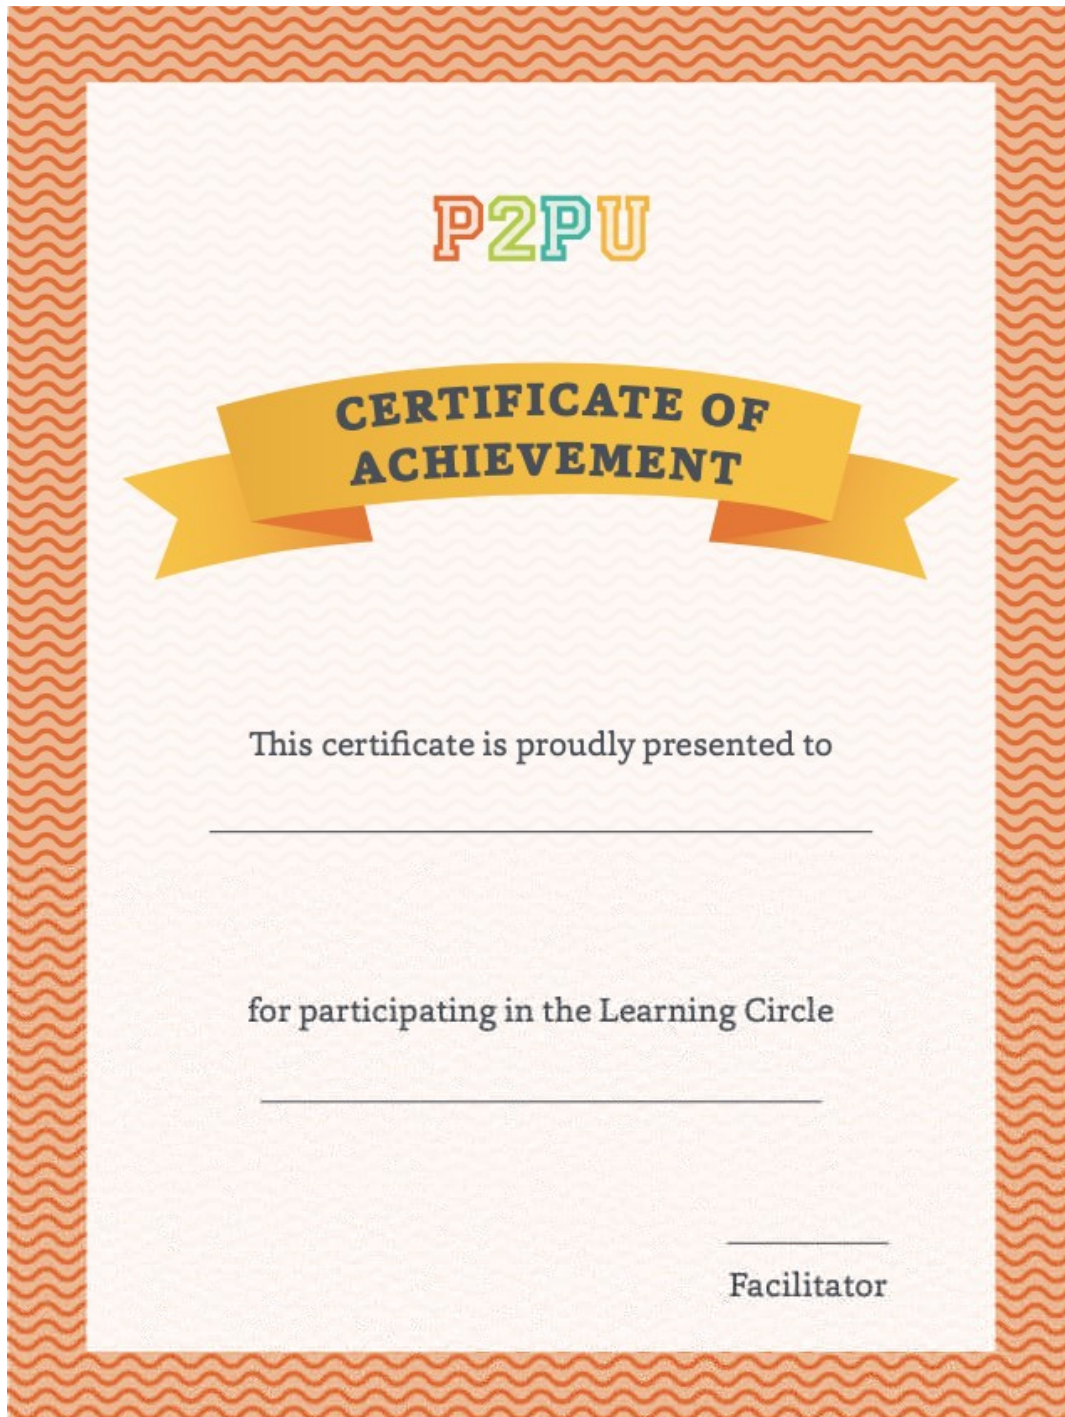 P2PU
CERTIFICATE OF
ACHIEVEMENT
This certificate is proudly presented to
for participating in the Learning Circle
Facilitator